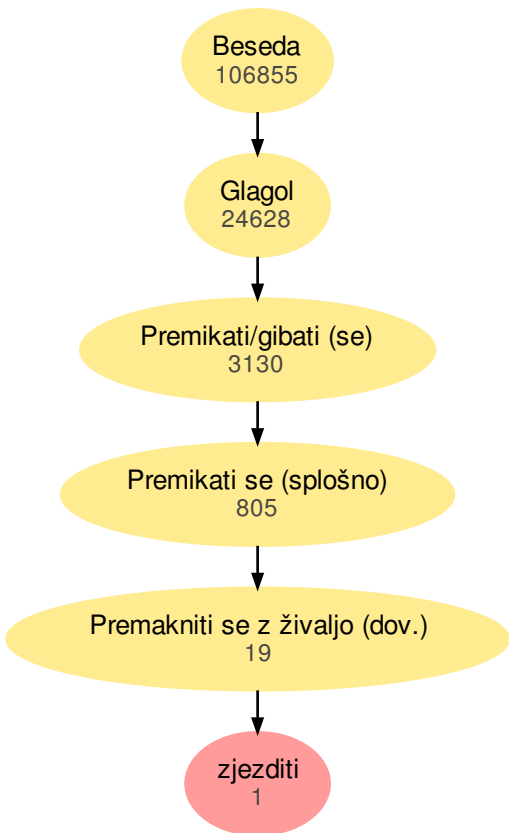 Beseda
106855
Glagol
24628
Premikati/gibati (se)
3130
Premikati se (splošno)
805
Premakniti se z živaljo (dov.)
19
zjezditi
1